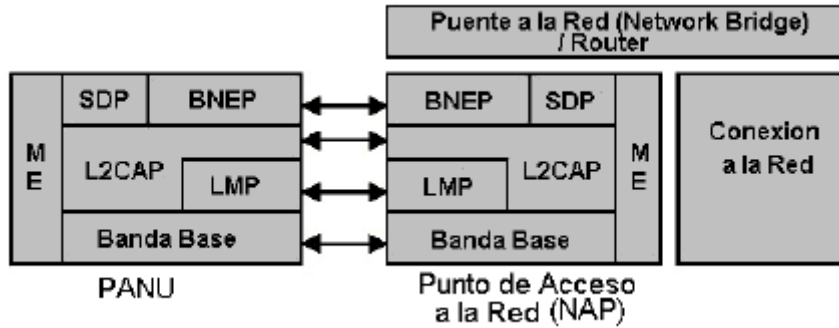 Puente a la Red (Network Bridge)
/ Router
SDP
BNEP
BNEP
SDP
M
E
L2CAP
LMP
LMP
L2CAP
M
E
Conexion
a la Red
Banda Base
Banda Base
PANU
Punto de Acceso
a la Red (NAP)